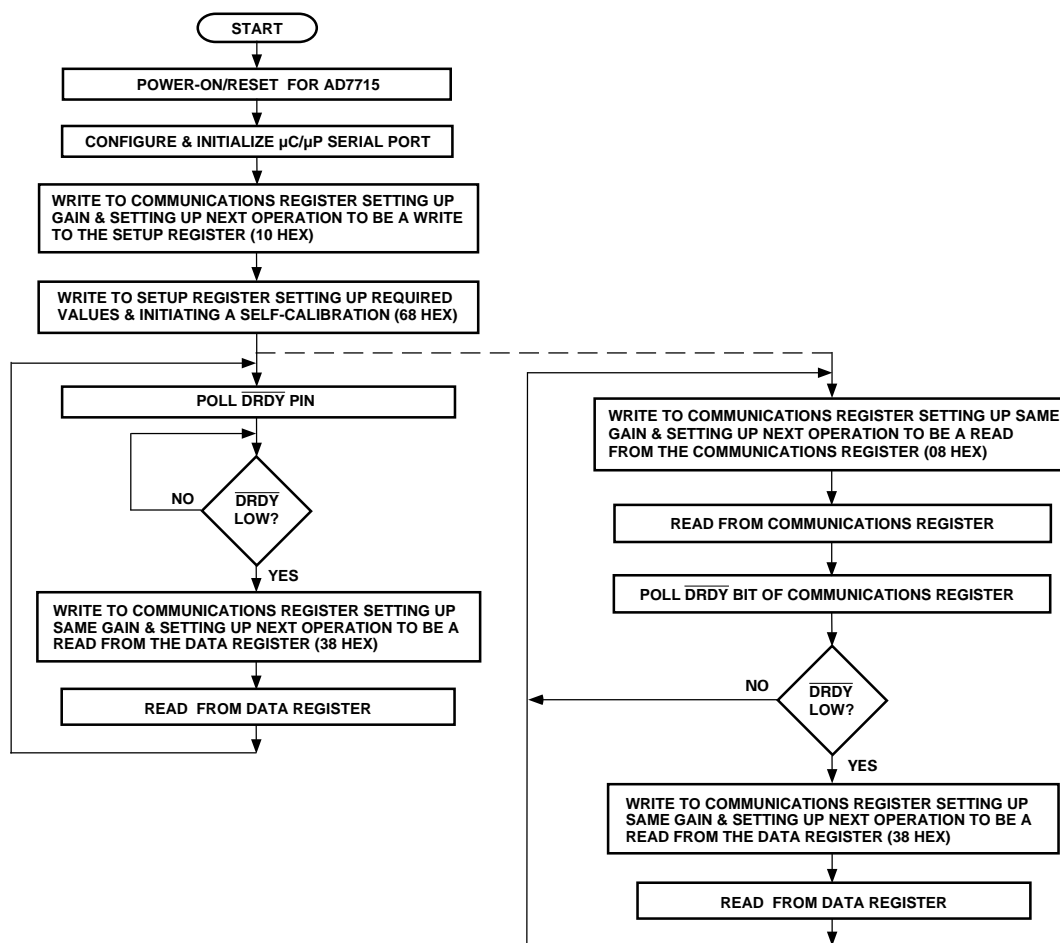 START
POWER-ON/RESET FOR AD7715
CONFIGURE & INITIALIZE µC/µP SERIAL PORT
WRITE TO COMMUNICATIONS REGISTER SETTING UP
GAIN & SETTING UP NEXT OPERATION TO BE A WRITE
TO THE SETUP REGISTER (10 HEX)
WRITE TO SETUP REGISTER SETTING UP REQUIRED
VALUES & INITIATING A SELF-CALIBRATION (68 HEX)
POLL DRDY PIN
NO
DRDY
LOW?
YES
WRITE TO COMMUNICATIONS REGISTER SETTING UP
SAME GAIN & SETTING UP NEXT OPERATION TO BE A
READ FROM THE DATA REGISTER (38 HEX)
READ FROM DATA REGISTER
WRITE TO COMMUNICATIONS REGISTER SETTING UP SAME
GAIN & SETTING UP NEXT OPERATION TO BE A READ
FROM THE COMMUNICATIONS REGISTER (08 HEX)
READ FROM COMMUNICATIONS REGISTER
POLL DRDY BIT OF COMMUNICATIONS REGISTER
NO
DRDY
LOW?
YES
WRITE TO COMMUNICATIONS REGISTER SETTING UP
SAME GAIN & SETTING UP NEXT OPERATION TO BE A
READ FROM THE DATA REGISTER (38 HEX)
READ FROM DATA REGISTER